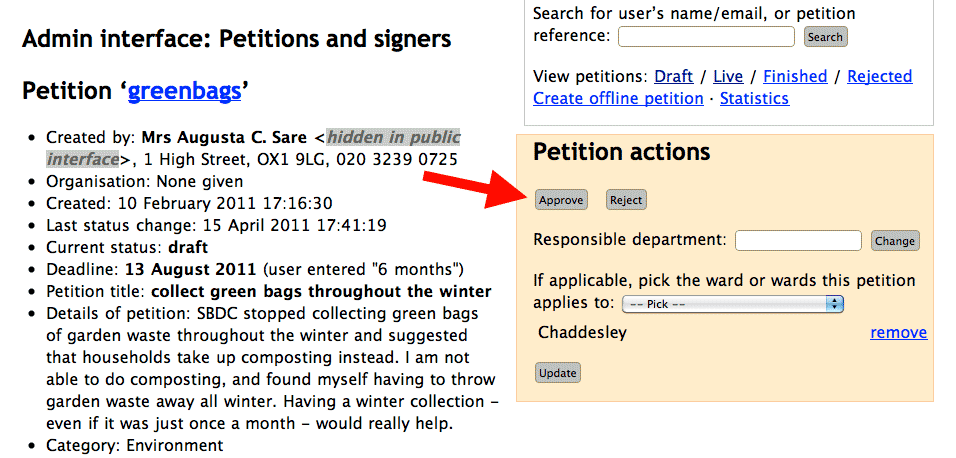 Admin interface: Petitions and signers
Petition ‘greenbags’
• Created by: Mrs Augusta C. Sare <hidden in public
interface>, 1 High Street, OX1 9LG, 020 3239 0725
• Organisation: None given
• Created: 10 February 2011 17:16:30
• Last status change: 15 April 2011 17:41:19
• Current status: draft
• Deadline: 13 August 2011 (user entered "6 months")
• Petition title: collect green bags throughout the winter
• Details of petition: SBDC stopped collecting green bags
of garden waste throughout the winter and suggested
that households take up composting instead. I am not
able to do composting, and found myself having to throw
garden waste away all winter. Having a winter collection –
even if it was just once a month – would really help.
• Category: Environment
Search for user’s name/email, or petition
reference: Search
View petitions: Draft / Live / Finished / Rejected
Create offline petition · Statistics
Petition actions
Approve Reject
Responsible department: Change
If applicable, pick the ward or wards this petition
applies to: -- Pick --
Chaddesley remove
Update